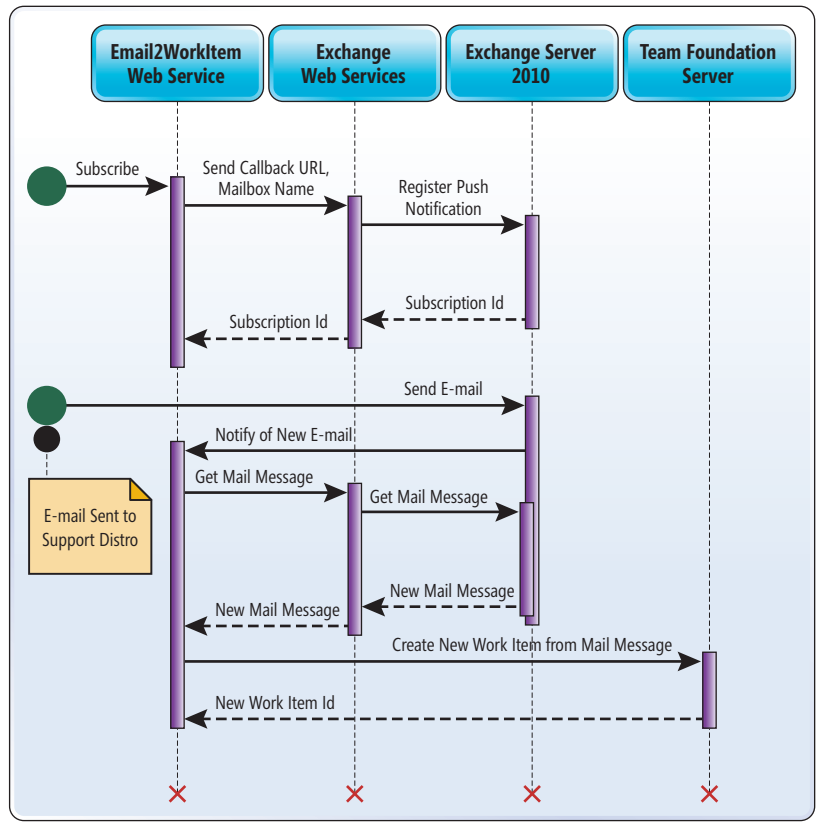 Email2WorkItem
Web Service
Exchange
Web Services
Exchange Server
2010
Team Foundation
Server
Subscribe
Send Callback URL,
Mailbox Name
Register Push
Notification
Subscription Id
Subscription Id
Send E-mail
Notify of New E-mail
Get Mail Message
Get Mail Message
E-mail Sent to
Support Distro
New Mail Message
New Mail Message
Create New Work Item from Mail Message
New Work Item Id